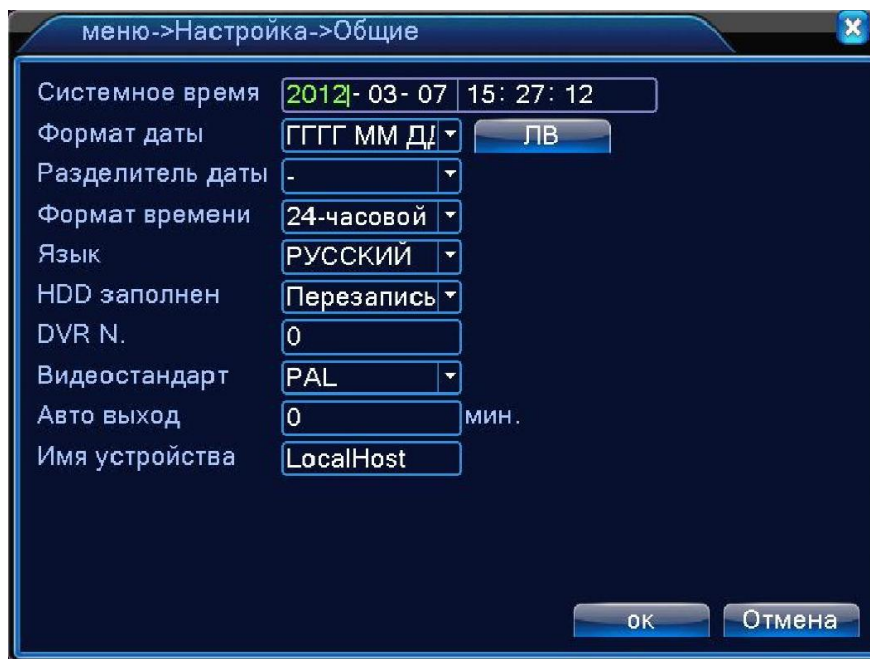 меню->Настройка->Общие
Системное время 2012-03-07 15:27:12
Формат даты ГГГГ ММ ДД ЛВ
Разделитель даты -
Формат времени 24-часовой
Язык РУССКИЙ
HDD заполнен Перезапись
DVR N. 0
Видеостандарт PAL
Авто выход 0 мин.
Имя устройства LocalHost
ок Отмена